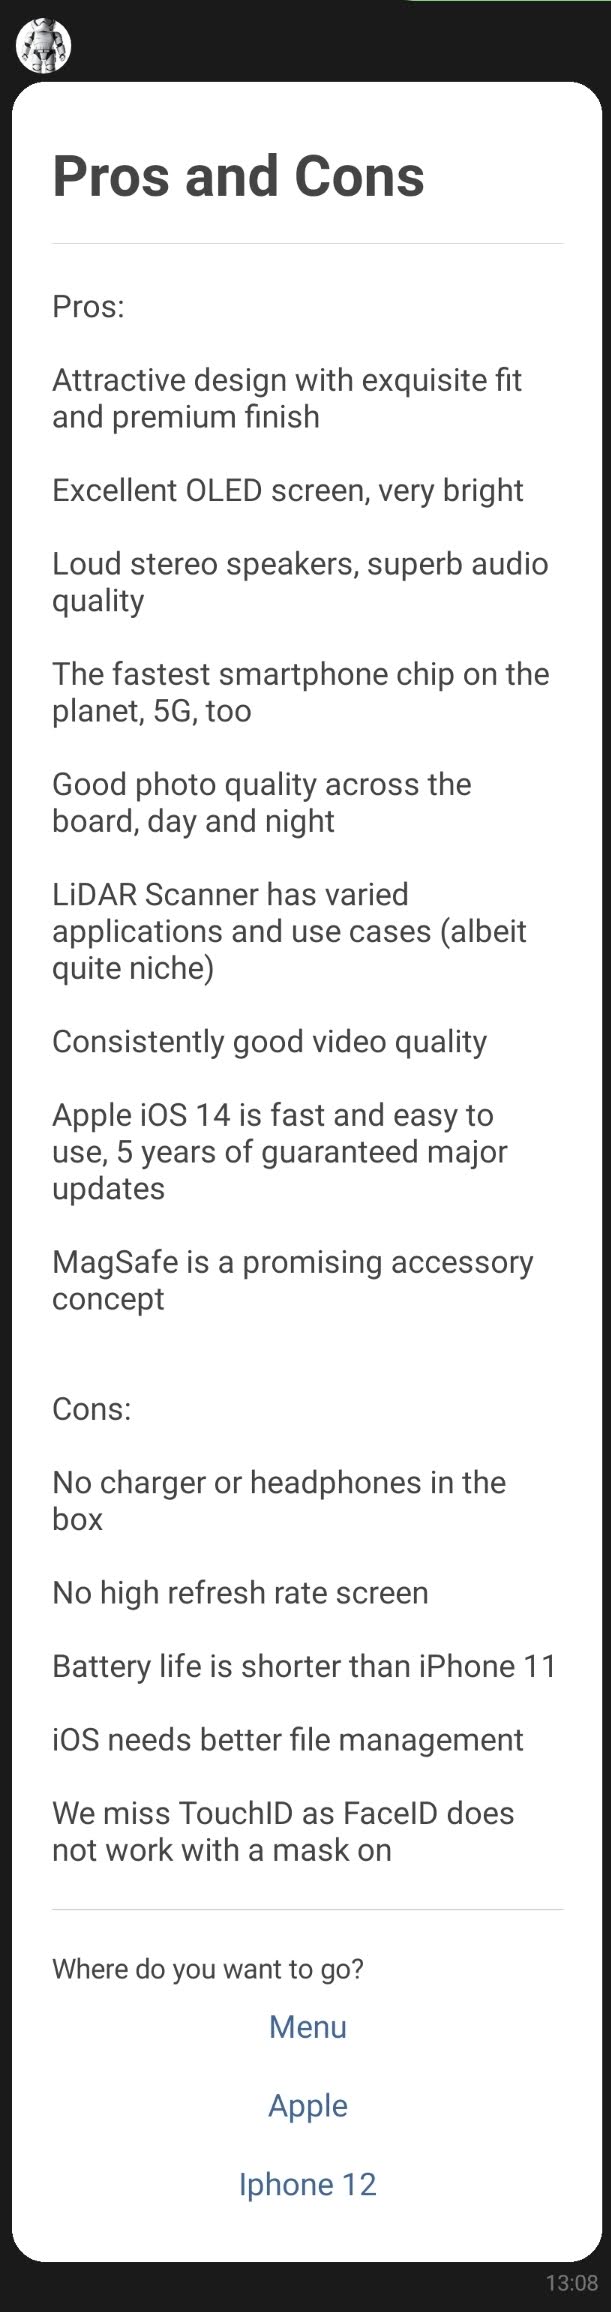 Pros and Cons
Pros:
Attractive design with exquisite fit
and premium finish
Excellent OLED screen, very bright
Loud stereo speakers, superb audio
quality
The fastest smartphone chip on the
planet, 5G, too
Good photo quality across the
board, day and night
LiDAR Scanner has varied
applications and use cases (albeit
quite niche)
Consistently good video quality
Apple iOS 14 is fast and easy to
use, 5 years of guaranteed major
updates
MagSafe is a promising accessory
concept
Cons:
No charger or headphones in the
box
No high refresh rate screen
Battery life is shorter than iPhone 11
iOS needs better file management
We miss TouchID as FaceID does
not work with a mask on
Where do you want to go?
Menu
Apple
Iphone 12
13:08